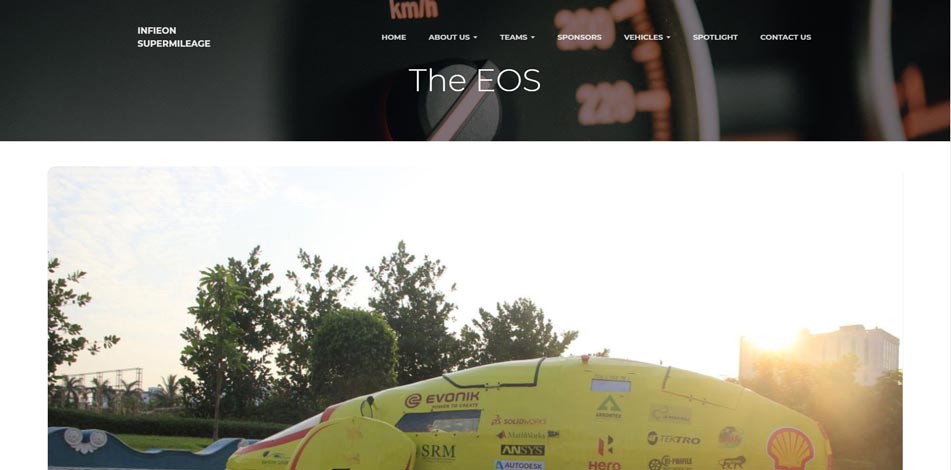 km/h
INFIEON
SUPERMILEAGE
HOME ABOUT US TEAMS SPONSORS VEHICLES SPOTLIGHT CONTACT US
The EOS
220
EVONIK
POWER TO CREATE
SOLIDWORKS
MathWorks
ANSYS
AUTODESK
SRM
Hero
TEKTRO